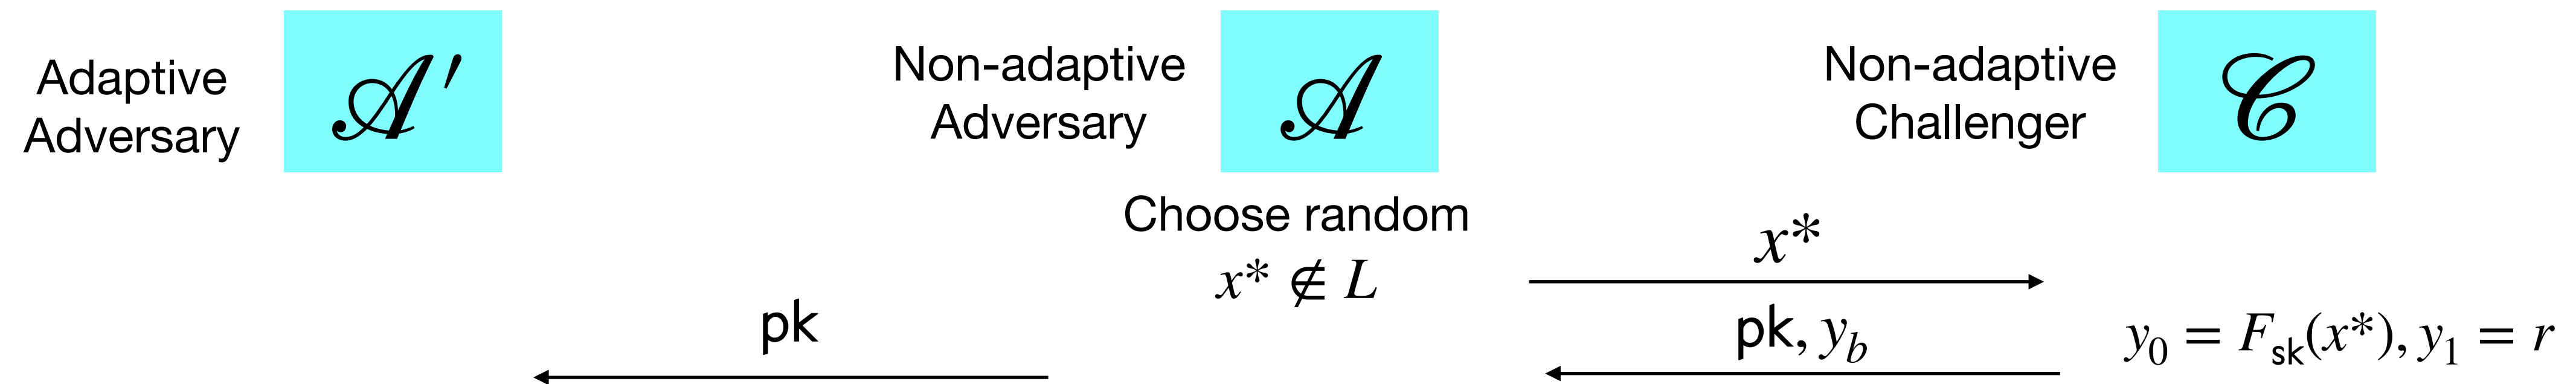 Adaptive
Adversary
𝒜′
Non-adaptive
Adversary
𝒜
Non-adaptive
Challenger
𝒞
Choose random
x* ∉ L
x*
pk
pk, y_b
y_0 = F_sk(x*), y_1 = r